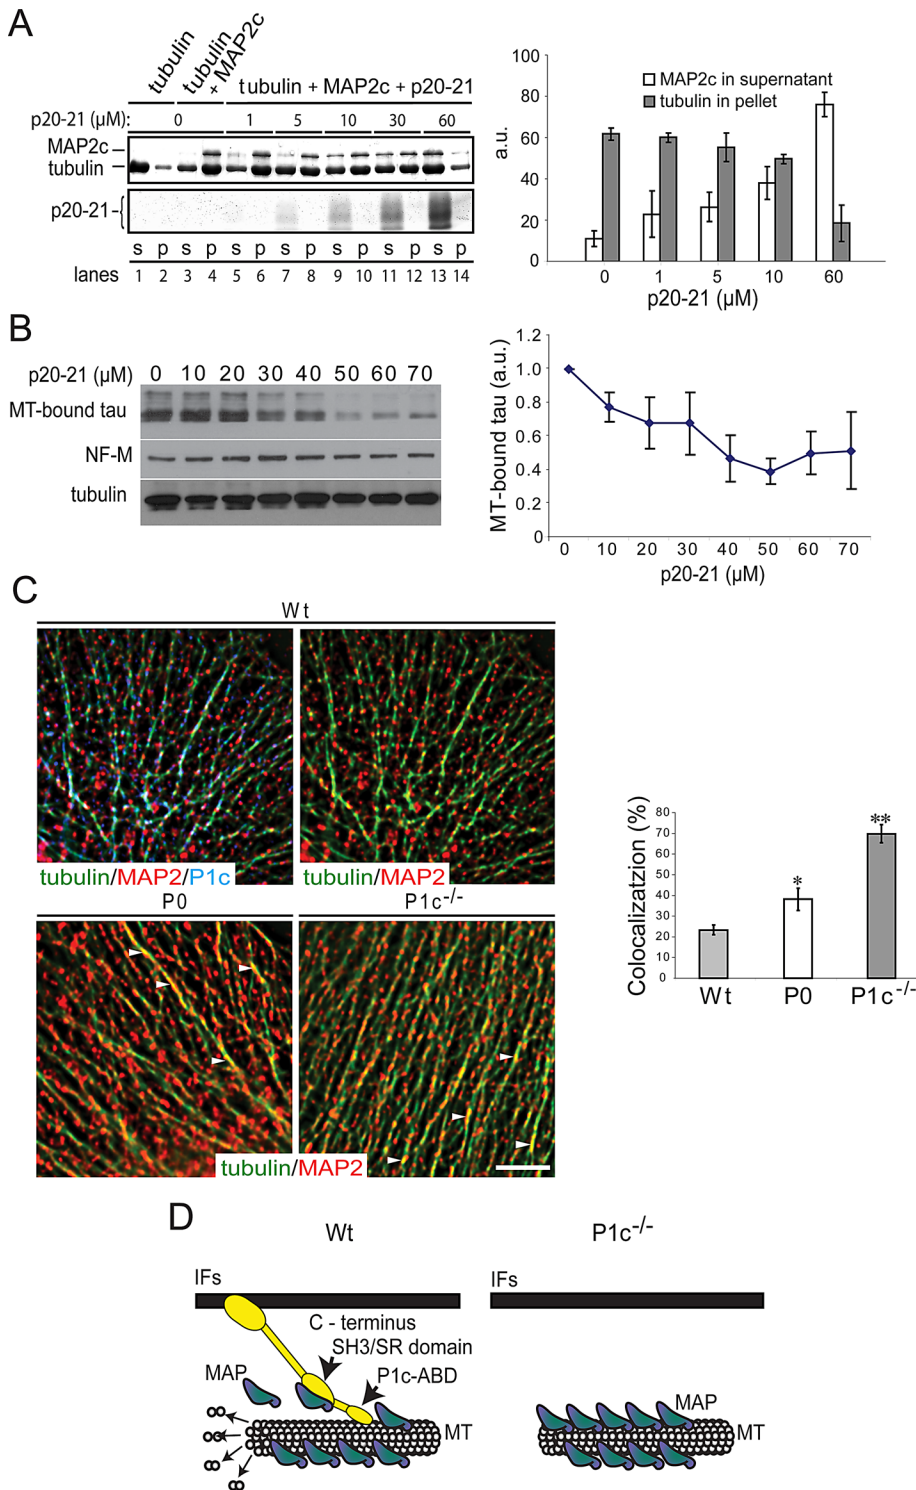 A
tubulin
tubulin
+ MAP2c
tubulin + MAP2c + p20-21
p20-21 (µM): 0 1 5 10 30 60
MAP2c
tubulin
p20-21
s p s p s p s p s p s p s p
lanes 1 2 3 4 5 6 7 8 9 10 11 12 13 14
100
80
60
40
20
0
a.u.
MAP2c in supernatant
tubulin in pellet
0 1 5 10 60
p20-21 (µM)
B
p20-21 (µM) 0 10 20 30 40 50 60 70
MT-bound tau
NF-M
tubulin
1.2
1.0
0.8
0.6
0.4
0.2
0
MT-bound tau (a.u.)
0 10 20 30 40 50 60 70
p20-21 (µM)
C
Wt
tubulin/MAP2/P1c
tubulin/MAP2
P0
P1c-/-
tubulin/MAP2
80
70
60
50
40
30
20
10
0
Colocalizatzion (%)
*
**
Wt P0 P1c-/-
D
Wt
P1c-/-
IFs
IFs
C - terminus
SH3/SR domain
P1c-ABD
MAP
MT
MAP
MT